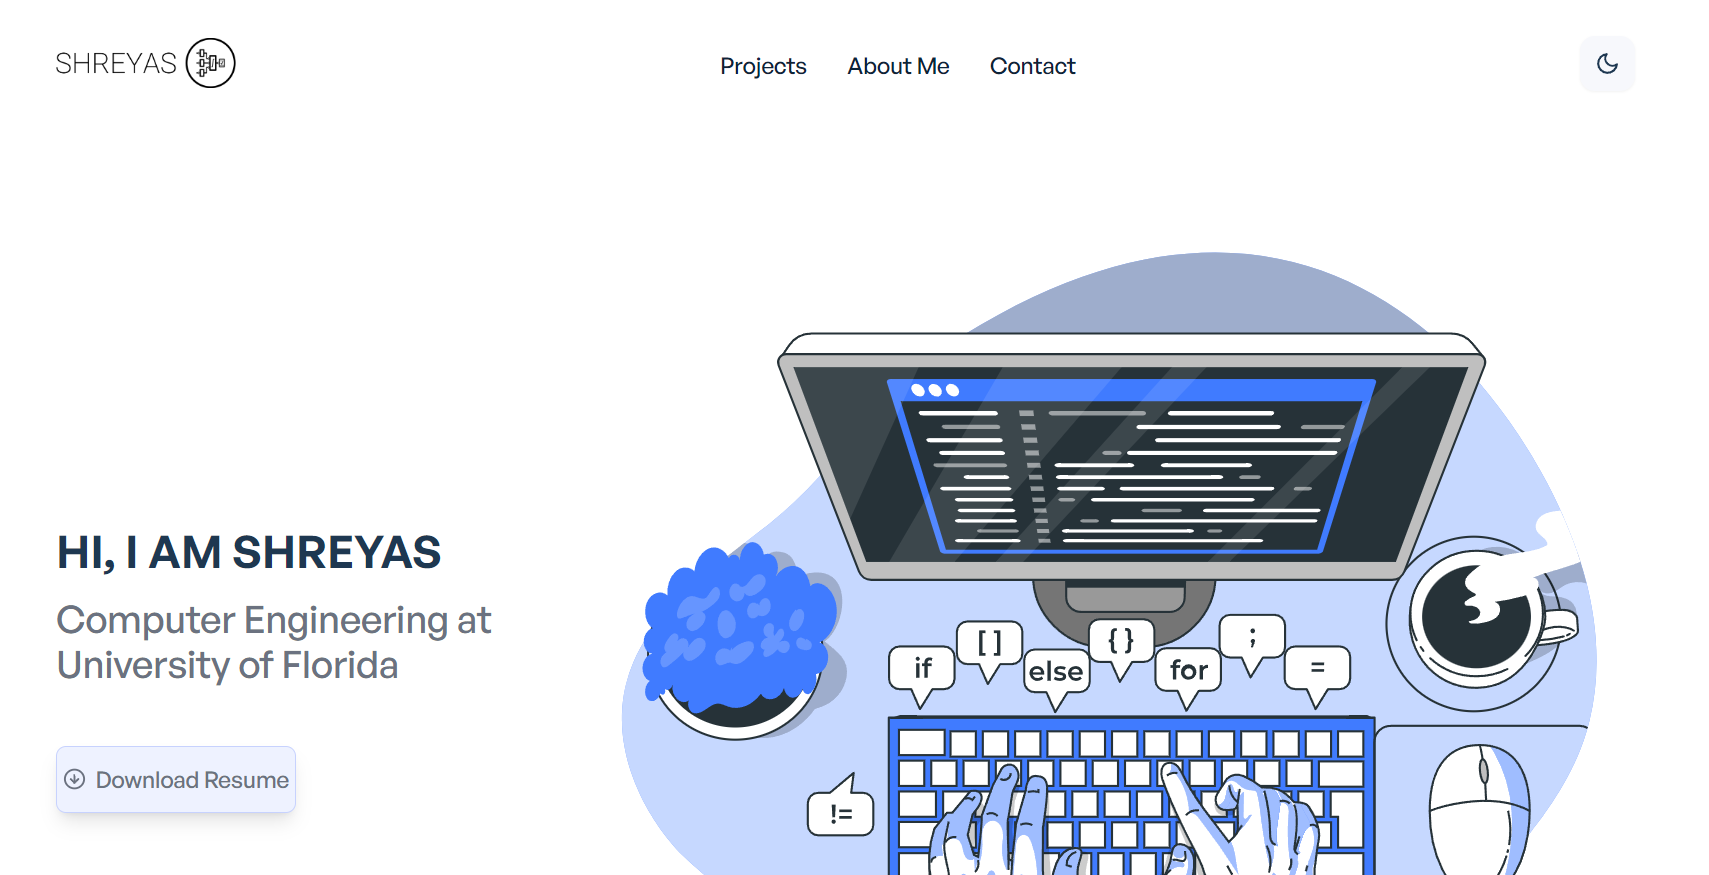 SHREYAS
Projects
About Me
Contact
HI, I AM SHREYAS
Computer Engineering at
University of Florida
Download Resume
if
[ ]
else
{ }
for
;
=
!=